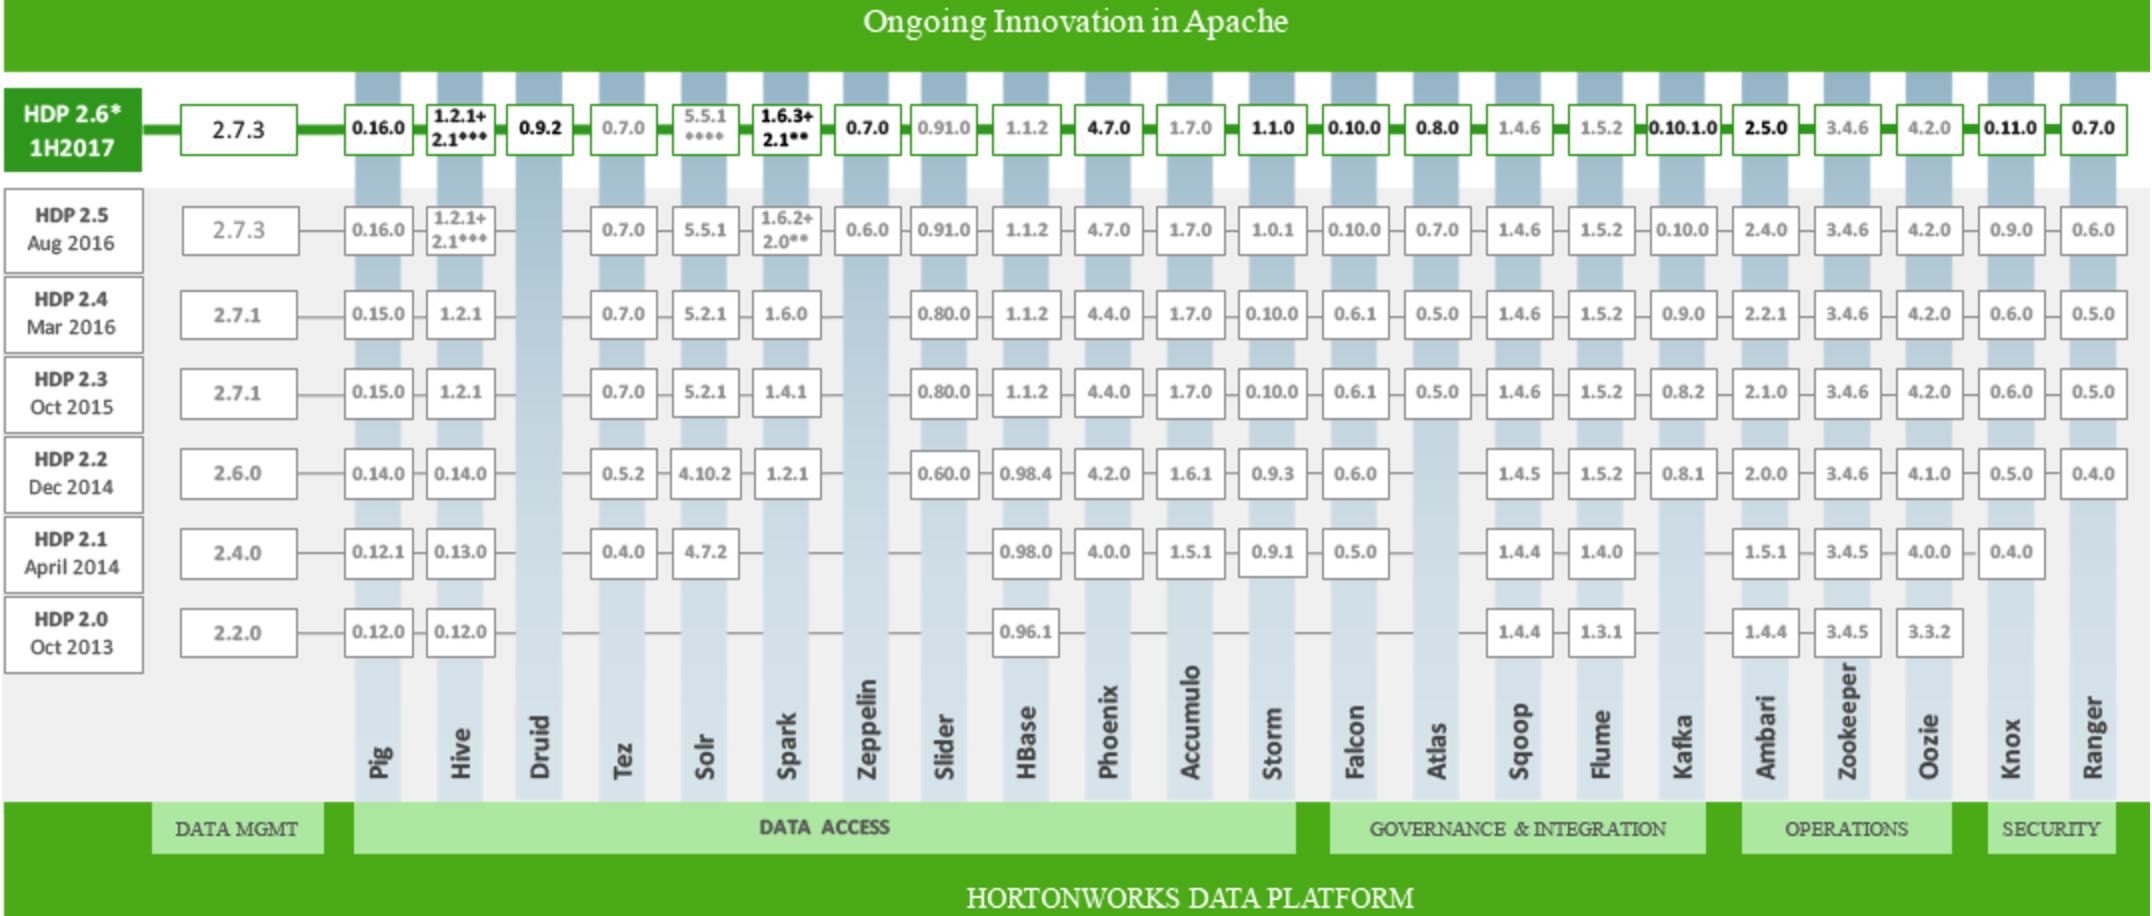 Ongoing Innovation in Apache
HDP 2.6*
1H2017
2.7.3 0.16.0 1.2.1+ 2.1*** 0.9.2 0.7.0 5.5.1 **** 1.6.3+ 2.1** 0.7.0 0.91.0 1.1.2 4.7.0 1.7.0 1.1.0 0.10.0 0.8.0 1.4.6 1.5.2 0.10.1.0 2.5.0 3.4.6 4.2.0 0.11.0 0.7.0
HDP 2.5
Aug 2016
2.7.3 0.16.0 1.2.1+ 2.1*** 0.7.0 5.5.1 1.6.2+ 2.0** 0.6.0 0.91.0 1.1.2 4.7.0 1.7.0 1.0.1 0.10.0 0.7.0 1.4.6 1.5.2 0.10.0 2.4.0 3.4.6 4.2.0 0.9.0 0.6.0
HDP 2.4
Mar 2016
2.7.1 0.15.0 1.2.1 0.7.0 5.2.1 1.6.0 0.80.0 1.1.2 4.4.0 1.7.0 0.10.0 0.6.1 0.5.0 1.4.6 1.5.2 0.9.0 2.2.1 3.4.6 4.2.0 0.6.0 0.5.0
HDP 2.3
Oct 2015
2.7.1 0.15.0 1.2.1 0.7.0 5.2.1 1.4.1 0.80.0 1.1.2 4.4.0 1.7.0 0.10.0 0.6.1 0.5.0 1.4.6 1.5.2 0.8.2 2.1.0 3.4.6 4.2.0 0.6.0 0.5.0
HDP 2.2
Dec 2014
2.6.0 0.14.0 0.14.0 0.5.2 4.10.2 1.2.1 0.60.0 0.98.4 4.2.0 1.6.1 0.9.3 0.6.0 1.4.5 1.5.2 0.8.1 2.0.0 3.4.6 4.1.0 0.5.0 0.4.0
HDP 2.1
April 2014
2.4.0 0.12.1 0.13.0 0.4.0 4.7.2 0.98.0 4.0.0 1.5.1 0.9.1 0.5.0 1.4.4 1.4.0 1.5.1 3.4.5 4.0.0 0.4.0
HDP 2.0
Oct 2013
2.2.0 0.12.0 0.12.0 0.96.1 1.4.4 1.3.1 1.4.4 3.4.5 3.3.2
Pig Hive Druid Tez Solr Spark Zeppelin Slider HBase Phoenix Accumulo Storm Falcon Atlas Sqoop Flume Kafka Ambari Zookeeper Oozie Knox Ranger
DATA MGMT DATA ACCESS GOVERNANCE & INTEGRATION OPERATIONS SECURITY
HORTONWORKS DATA PLATFORM